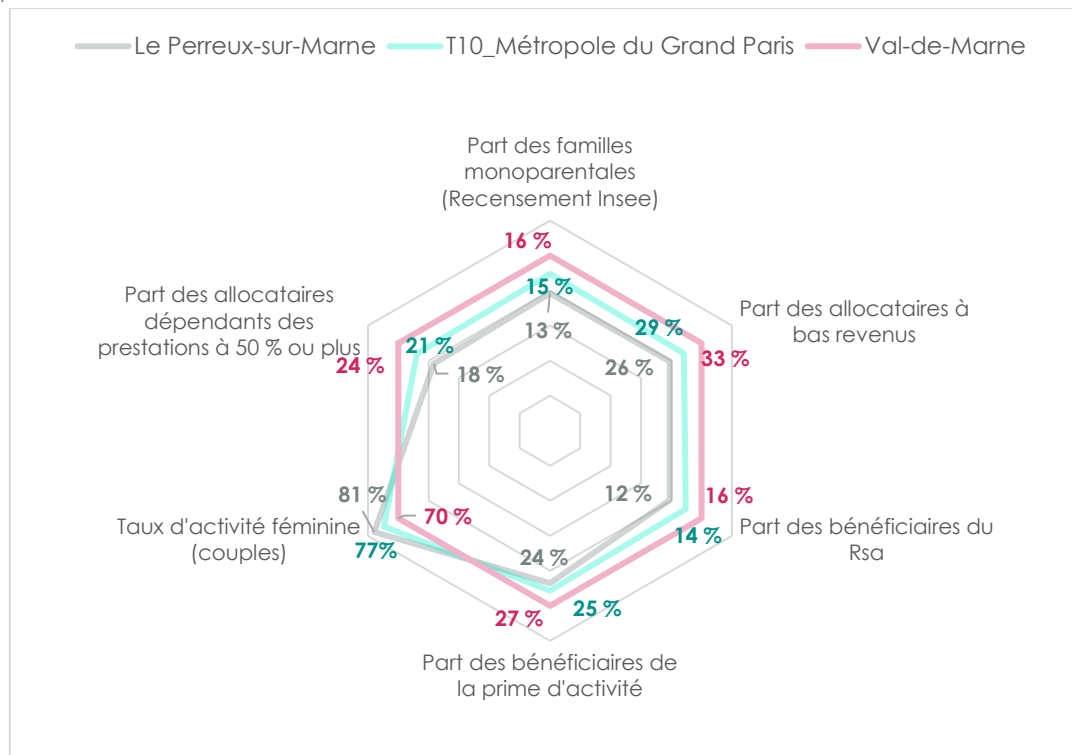 Le Perreux-sur-Marne T10_Métropole du Grand Paris Val-de-Marne
Part des familles
monoparentales
(Recensement Insee)
16 %
15 %
13 %
Part des allocataires à
bas revenus
29 %
33 %
26 %
Part des bénéficiaires du
Rsa
16 %
14 %
12 %
Part des bénéficiaires de
la prime d'activité
24 %
25 %
27 %
Taux d'activité féminine
(couples)
81 %
77%
70 %
Part des allocataires
dépendants des
prestations à 50 % ou plus
21 %
24 %
18 %